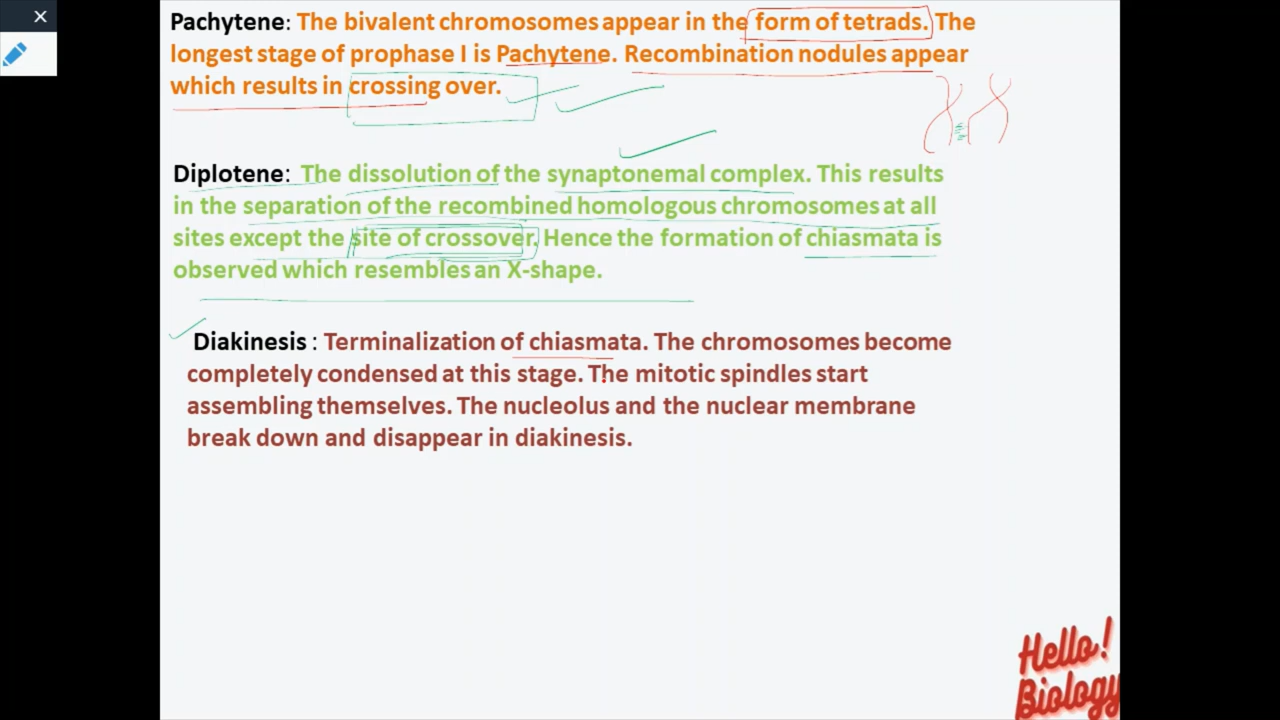 Pachytene: The bivalent chromosomes appear in the form of tetrads. The
longest stage of prophase I is Pachytene. Recombination nodules appear
which results in crossing over.
Diplotene: The dissolution of the synaptonemal complex. This results
in the separation of the recombined homologous chromosomes at all
sites except the site of crossover. Hence the formation of chiasmata is
observed which resembles an X-shape.
Diakinesis : Terminalization of chiasmata. The chromosomes become
completely condensed at this stage. The mitotic spindles start
assembling themselves. The nucleolus and the nuclear membrane
break down and disappear in diakinesis.
Hello!
Biology